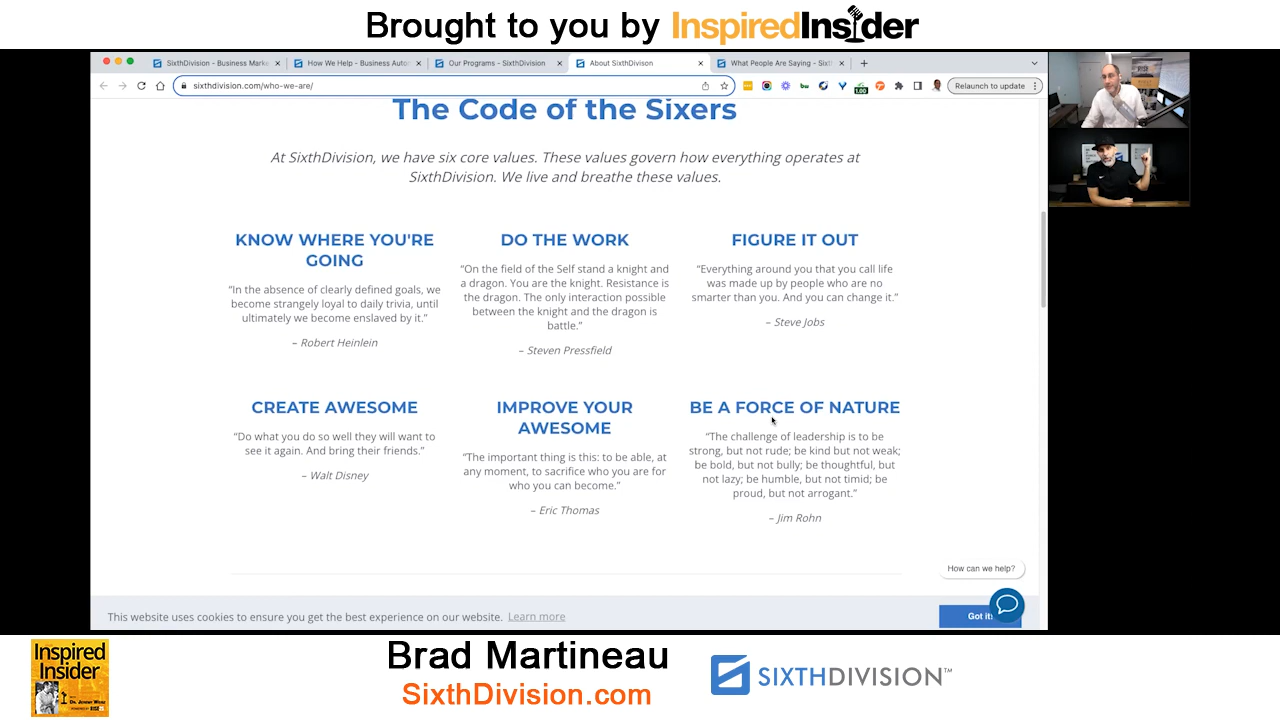 Brought to you by InspiredInsider
SixthDivision - Business Marke
How We Help - Business Auto
Our Programs - SixthDivision
About SixthDivison
What People Are Saying - Sixt
sixthdivision.com/who-we-are/
1.00
Relaunch to update
The Code of the Sixers
At SixthDivision, we have six core values. These values govern how everything operates at
SixthDivision. We live and breathe these values.
KNOW WHERE YOU'RE
GOING
“In the absence of clearly defined goals, we
become strangely loyal to daily trivia, until
ultimately we become enslaved by it.”
– Robert Heinlein
DO THE WORK
“On the field of the Self stand a knight and
a dragon. You are the knight. Resistance is
the dragon. The only interaction possible
between the knight and the dragon is
battle.”
– Steven Pressfield
FIGURE IT OUT
“Everything around you that you call life
was made up by people who are no
smarter than you. And you can change it.”
– Steve Jobs
CREATE AWESOME
“Do what you do so well they will want to
see it again. And bring their friends.”
– Walt Disney
IMPROVE YOUR
AWESOME
“The important thing is this: to be able, at
any moment, to sacrifice who you are for
who you can become.”
– Eric Thomas
BE A FORCE OF NATURE
“The challenge of leadership is to be
strong, but not rude; be kind but not weak;
be bold, but not bully; be thoughtful, but
not lazy; be humble, but not timid; be
proud, but not arrogant.”
– Jim Rohn
How can we help?
This website uses cookies to ensure you get the best experience on our website. Learn more
Got it!
Inspired
Insider
Brad Martineau
SixthDivision.com
SIXTHDIVISION™